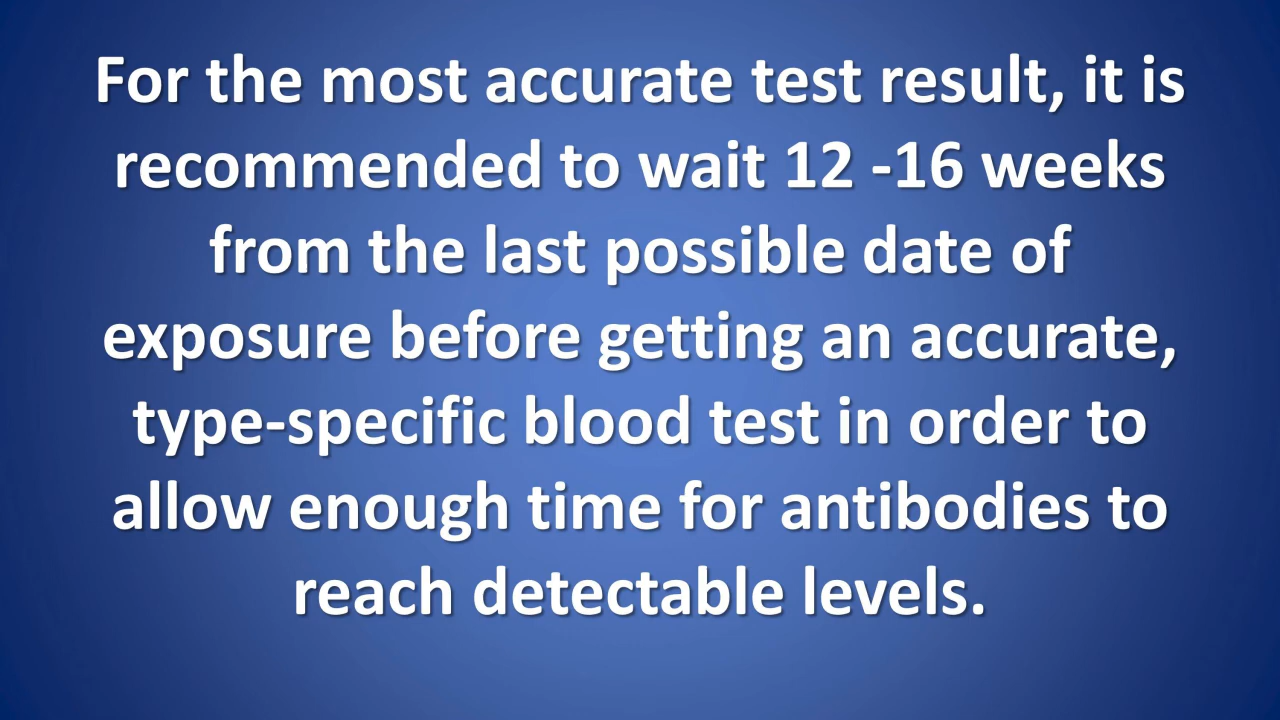 For the most accurate test result, it is
recommended to wait 12 -16 weeks
from the last possible date of
exposure before getting an accurate,
type-specific blood test in order to
allow enough time for antibodies to
reach detectable levels.